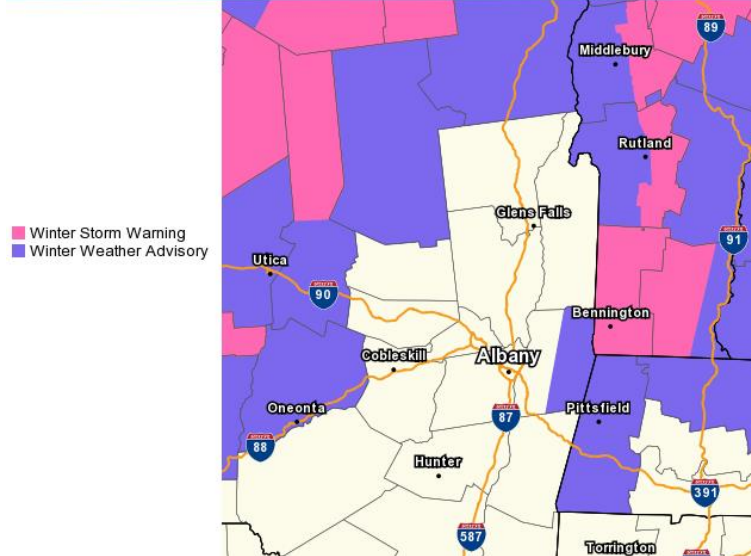 Winter Storm Warning
Winter Weather Advisory
89
Middlebury
Rutland
Glens Falls
91
Utica
90
Bennington
Cobleskill
Albany
Oneonta
87
Pittsfield
88
Hunter
391
587
Torrington